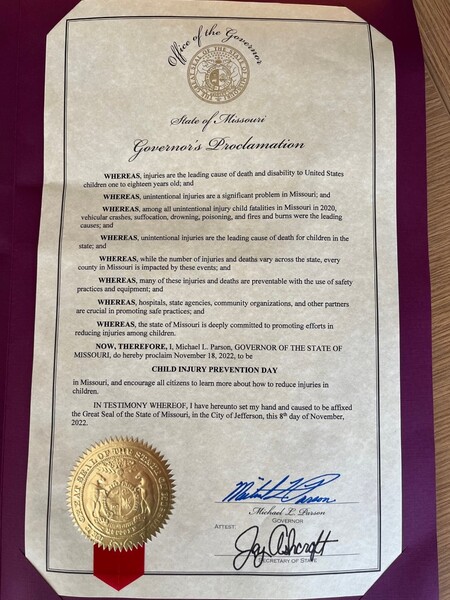 Office of the Governor
State of Missouri
Governor's Proclamation
WHEREAS, injuries are the leading cause of death and disability to United States
children one to eighteen years old; and
WHEREAS, unintentional injuries are a significant problem in Missouri; and
WHEREAS, among all unintentional injury child fatalities in Missouri in 2020,
vehicular crashes, suffocation, drowning, poisoning, and fires and burns were the leading
causes; and
WHEREAS, unintentional injuries are the leading cause of death for children in the
state; and
WHEREAS, while the number of injuries and deaths vary across the state, every
county in Missouri is impacted by these events; and
WHEREAS, many of these injuries and deaths are preventable with the use of safety
practices and equipment; and
WHEREAS, hospitals, state agencies, community organizations, and other partners
are crucial in promoting safe practices; and
WHEREAS, the state of Missouri is deeply committed to promoting efforts in
reducing injuries among children.
NOW, THEREFORE, I, Michael L. Parson, GOVERNOR OF THE STATE OF
MISSOURI, do hereby proclaim November 18, 2022, to be
CHILD INJURY PREVENTION DAY
in Missouri, and encourage all citizens to learn more about how to reduce injuries in
children.
IN TESTIMONY WHEREOF, I have hereunto set my hand and caused to be affixed
the Great Seal of the State of Missouri, in the City of Jefferson, this 8th day of November,
2022.
Michael L. Parson
Michael L. Parson
GOVERNOR
ATTEST:
Jay Ashcroft
SECRETARY OF STATE